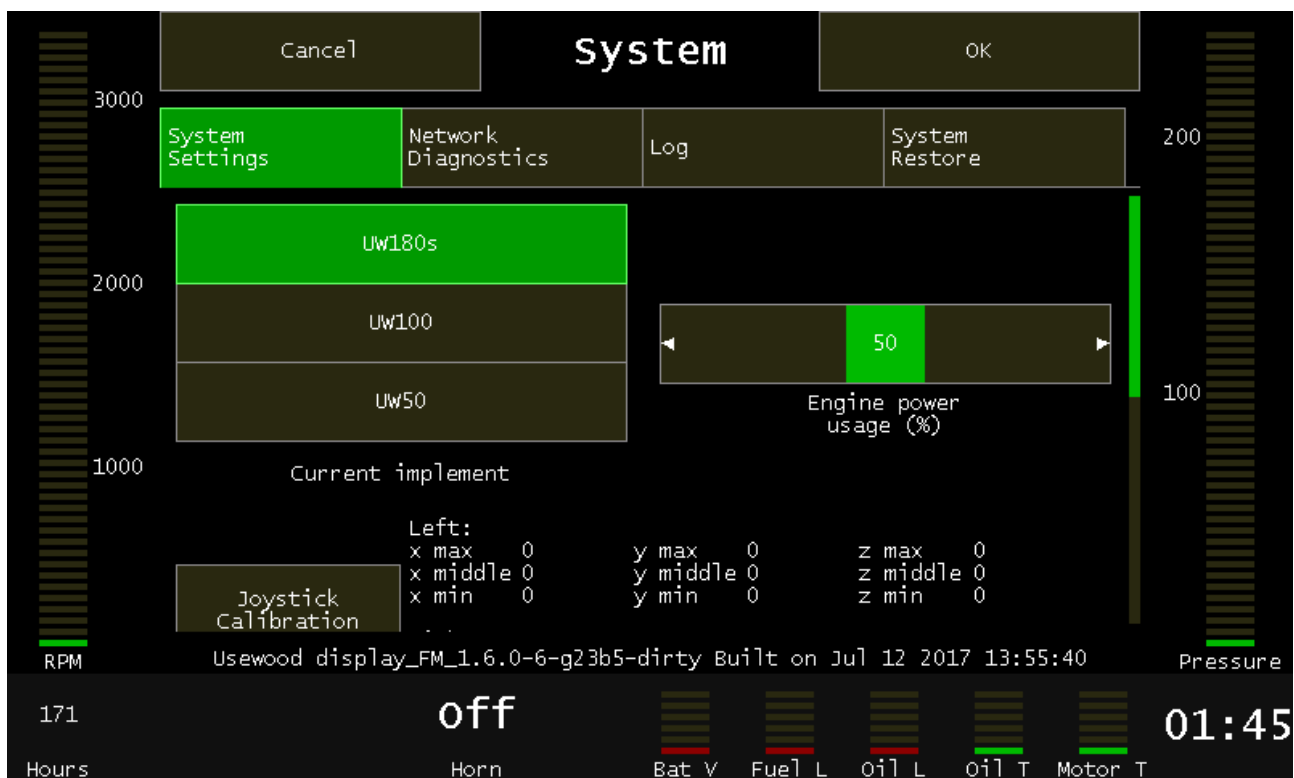 Cancel
System
OK
System
Settings
Network
Diagnostics
Log
System
Restore
3000
2000
1000
RPM
200
100
Pressure
UW180s
UW100
UW50
Current implement
50
Engine power
usage (%)
Joystick
Calibration
Left:
x max 0 y max 0 z max 0
x middle 0 y middle 0 z middle 0
x min 0 y min 0 z min 0
Usewood display_FM_1.6.0-6-g23b5-dirty Built on Jul 12 2017 13:55:40
171
Hours
Off
Horn
Bat V
Fuel L
Oil L
Oil T
Motor T
01:45